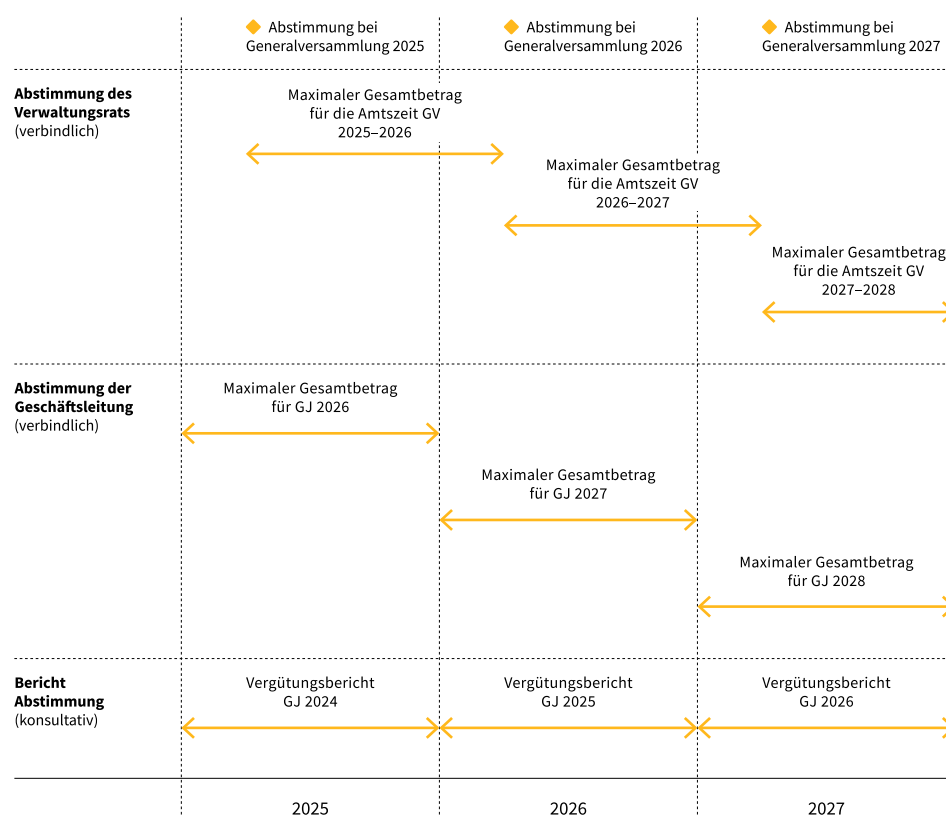 Abstimmung bei
Generalversammlung 2025
Abstimmung bei
Generalversammlung 2026
Abstimmung bei
Generalversammlung 2027
Abstimmung des
Verwaltungsrats
(verbindlich)
Maximaler Gesamtbetrag
für die Amtszeit GV
2025–2026
Maximaler Gesamtbetrag
für die Amtszeit GV
2026–2027
Maximaler Gesamtbetrag
für die Amtszeit GV
2027–2028
Abstimmung der
Geschäftsleitung
(verbindlich)
Maximaler Gesamtbetrag
für GJ 2026
Maximaler Gesamtbetrag
für GJ 2027
Maximaler Gesamtbetrag
für GJ 2028
Bericht
Abstimmung
(konsultativ)
Vergütungsbericht
GJ 2024
Vergütungsbericht
GJ 2025
Vergütungsbericht
GJ 2026
2025
2026
2027